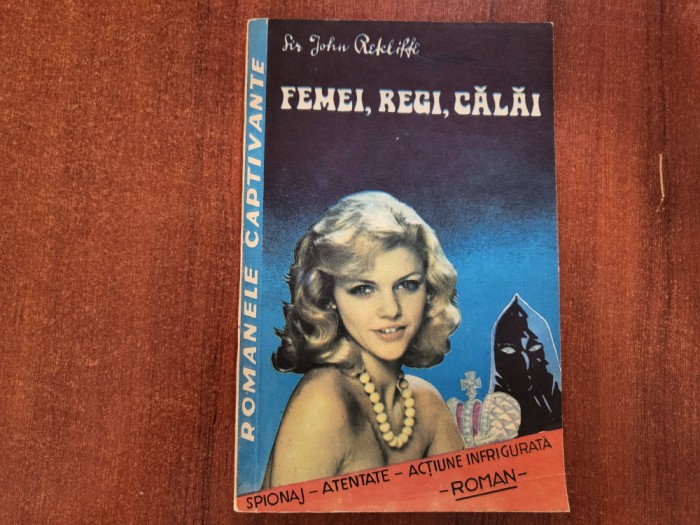 Sir John Retcliffe
FEMEI, REGI, CĂLĂI
ROMANELE CAPTIVANTE
SPIONAJ - ATENTATE - ACȚIUNE INFRIGURATĂ
-ROMAN-